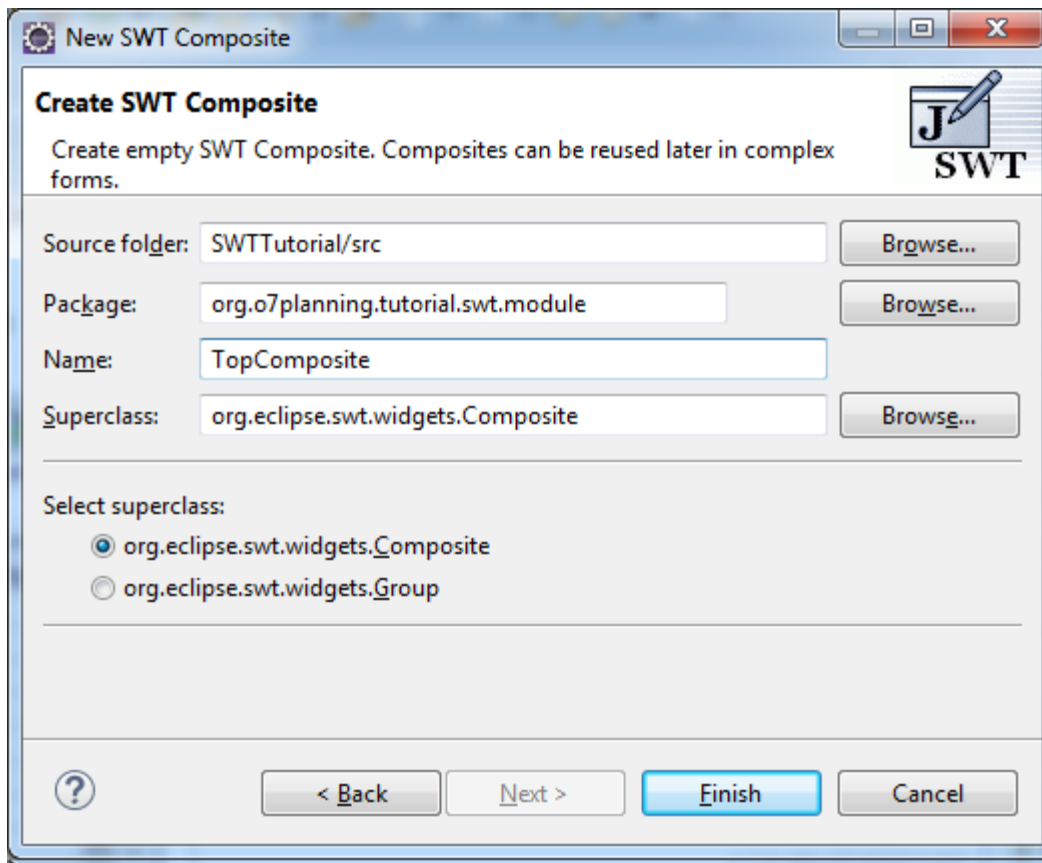 New SWT Composite
Create SWT Composite
Create empty SWT Composite. Composites can be reused later in complex
forms.
J
SWT
Source folder: SWTTutorial/src Browse...
Package: org.o7planning.tutorial.swt.module Browse...
Name: TopComposite
Superclass: org.eclipse.swt.widgets.Composite Browse...
Select superclass:
org.eclipse.swt.widgets.Composite
org.eclipse.swt.widgets.Group
? < Back Next > Finish Cancel